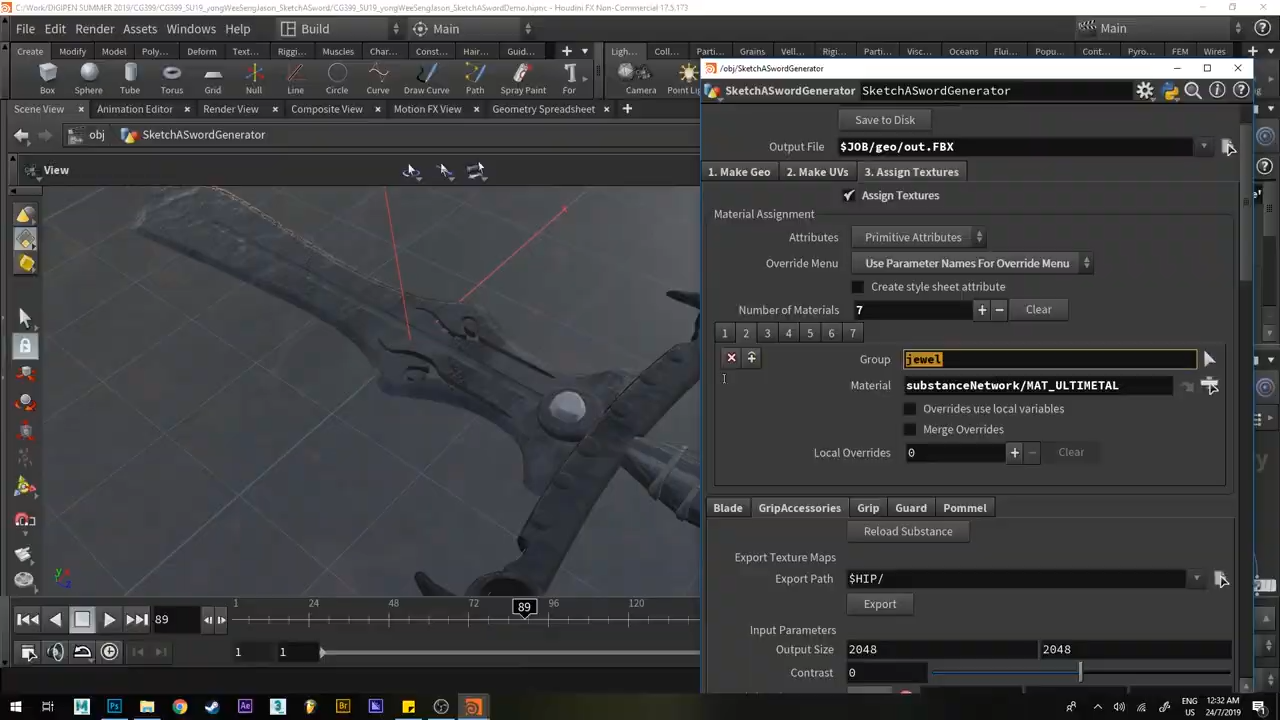 C:/Work/DIGIPEN SUMMER 2019/CG399/CG399_SU19_yongWeeSengJason_SketchASword/CG399_SU19_yongWeeSengJason_SketchASwordDemo.hipnc - Houdini FX Non-Commercial 17.5.173
File Edit Render Assets Windows Help Build Main Main
Create Modify Model Poly... Deform Text... Riggi... Muscles Char... Const... Hair... Guid... Ligh... Coll... Parti... Grains Vell... Rigi... Parti... Visc... Oceans Flui... Popu... Cont... Pyro... FEM Wires
Box Sphere Tube Torus Grid Null Line Circle Curve Draw Curve Path Spray Paint Font Camera
/obj/SketchASwordGenerator
Scene View Animation Editor Render View Composite View Motion FX View Geometry Spreadsheet
SketchASwordGenerator SketchASwordGenerator
obj SketchASwordGenerator
Save to Disk
Output File $JOB/geo/out.FBX
View
1. Make Geo 2. Make UVs 3. Assign Textures
Assign Textures
Material Assignment
Attributes Primitive Attributes
Override Menu Use Parameter Names For Override Menu
Create style sheet attribute
Number of Materials 7 Clear
1 2 3 4 5 6 7
Group jewel
Material substanceNetwork/MAT_ULTIMETAL
Overrides use local variables
Merge Overrides
Local Overrides 0 Clear
Blade GripAccessories Grip Guard Pommel
Reload Substance
Export Texture Maps
Export Path $HIP/
Export
Input Parameters
Output Size 2048 2048
Contrast 0
1 24 48 72 89 96 120
89
1 1
ENG
US
12:32 AM
24/7/2019